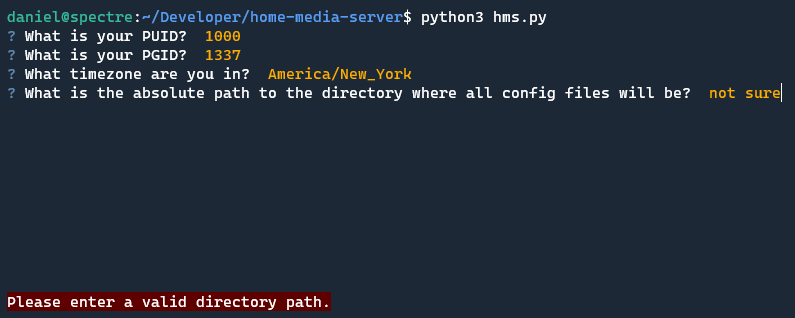 daniel@spectre:~/Developer/home-media-server$ python3 hms.py
? What is your PUID?  1000
? What is your PGID?  1337
? What timezone are you in?  America/New_York
? What is the absolute path to the directory where all config files will be?  not sure
Please enter a valid directory path.